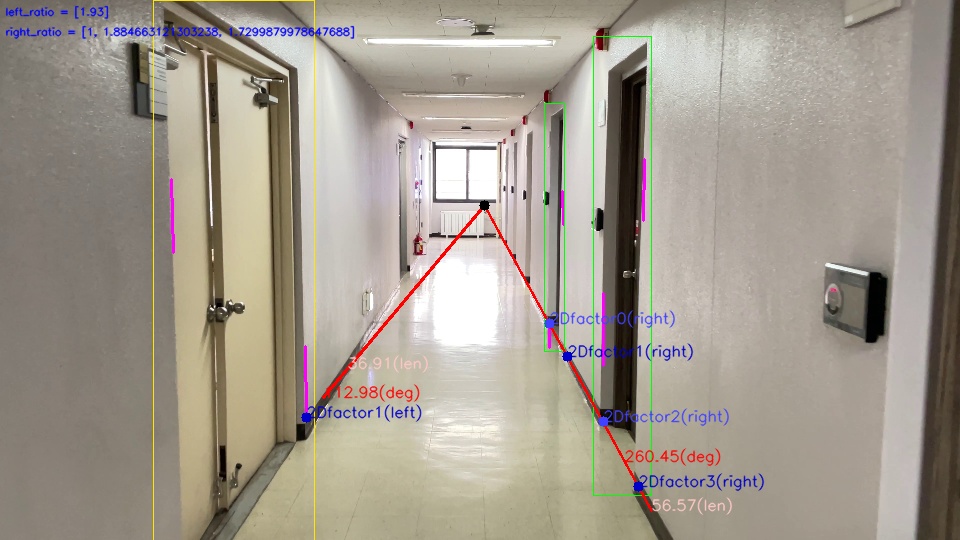 left_ratio = [1.93]
right_ratio = [1, 1.884663121303238, 1.7299879978647688]
2Dfactor0(right)
2Dfactor1(right)
36.91(len)
12.98(deg)
2Dfactor1(left)
2Dfactor2(right)
260.45(deg)
2Dfactor3(right)
56.57(len)